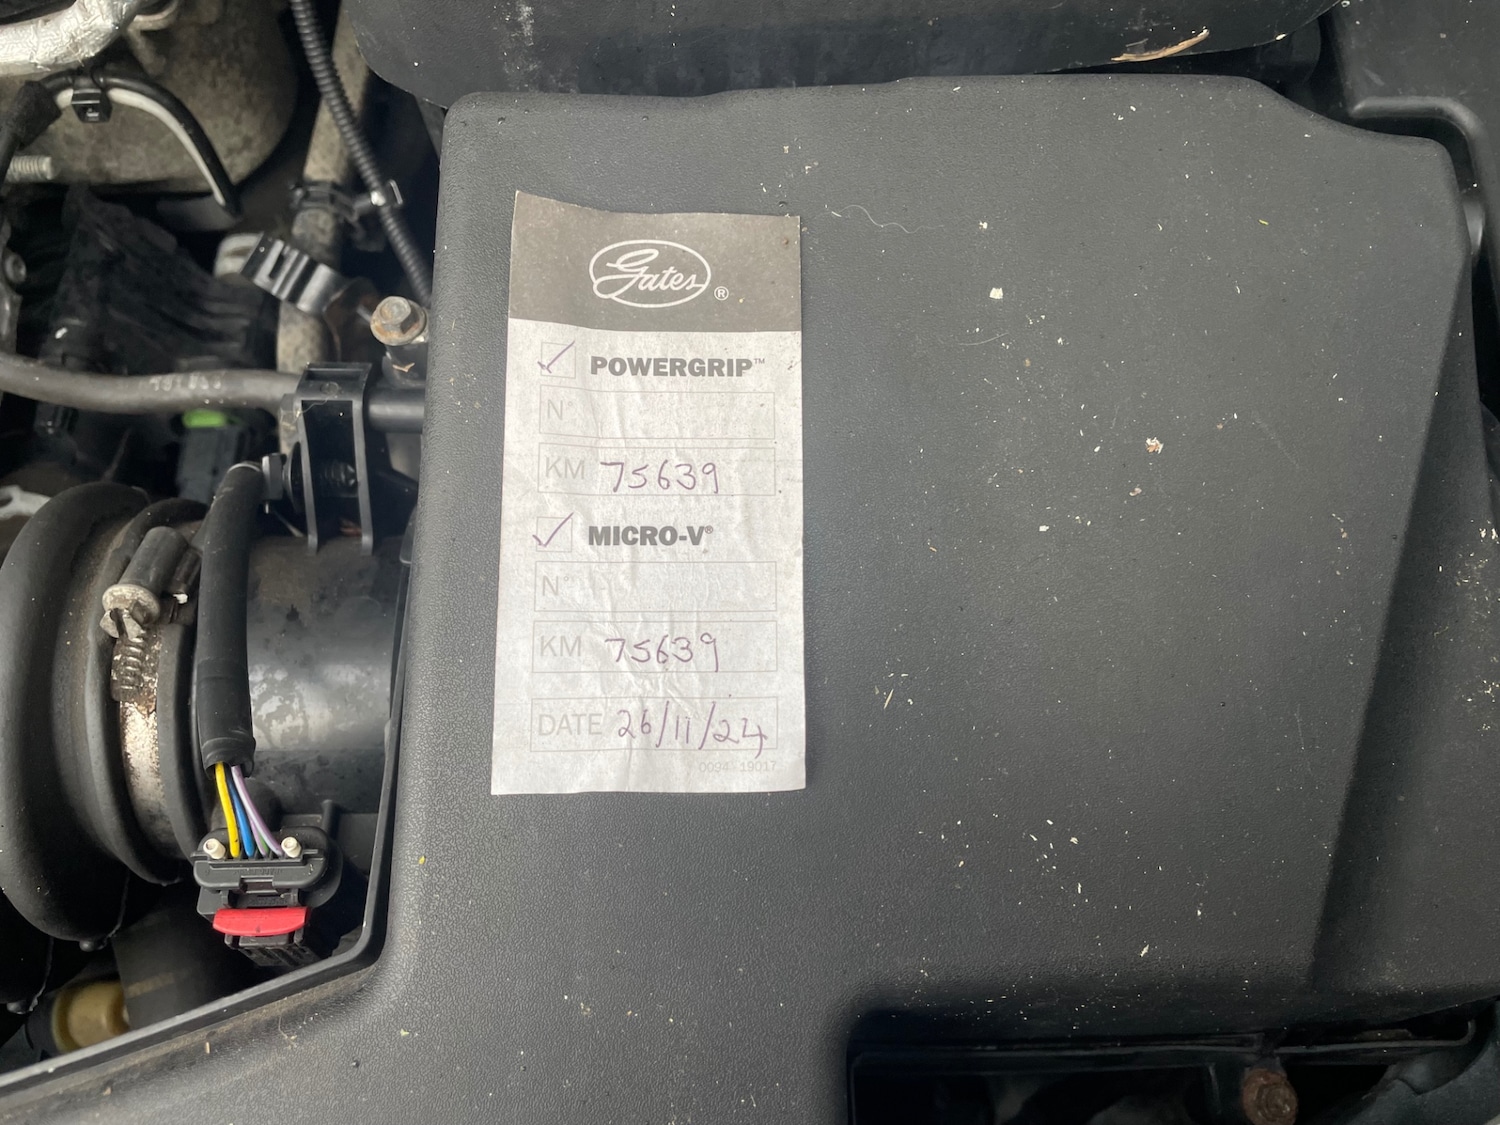 Gates®
POWERGRIP™
N°
KM 75639
MICRO-V®
N°
KM 75639
DATE 26/11/24
0094-19017